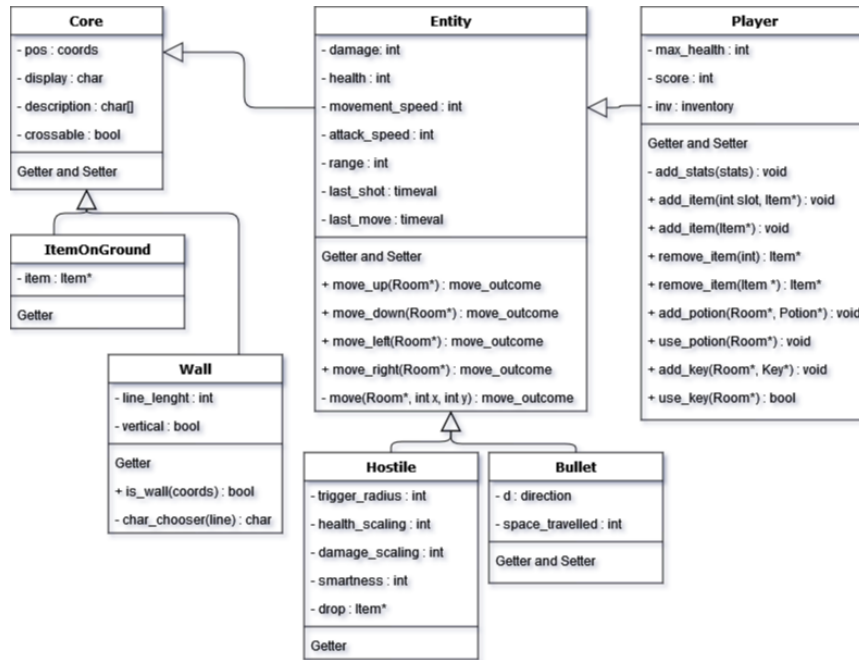 Core
- pos : coords
- display : char
- description : char[]
- crossable : bool
Getter and Setter
Entity
- damage: int
- health : int
- movement_speed : int
- attack_speed : int
- range : int
- last_shot : timeval
- last_move : timeval
Getter and Setter
+ move_up(Room*) : move_outcome
+ move_down(Room*) : move_outcome
+ move_left(Room*) : move_outcome
+ move_right(Room*) : move_outcome
- move(Room*, int x, int y) : move_outcome
Player
- max_health : int
- score : int
- inv : inventory
Getter and Setter
- add_stats(stats) : void
+ add_item(int slot, Item*) : void
+ add_item(Item*) : void
+ remove_item(int) : Item*
+ remove_item(Item *) : Item*
+ add_potion(Room*, Potion*) : void
+ use_potion(Room*) : void
+ add_key(Room*, Key*) : void
+ use_key(Room*) : bool
ItemOnGround
- item : Item*
Getter
Wall
- line_lenght : int
- vertical : bool
Getter
+ is_wall(coords) : bool
- char_chooser(line) : char
Hostile
- trigger_radius : int
- health_scaling : int
- damage_scaling : int
- smartness : int
- drop : Item*
Getter
Bullet
- d : direction
- space_travelled : int
Getter and Setter